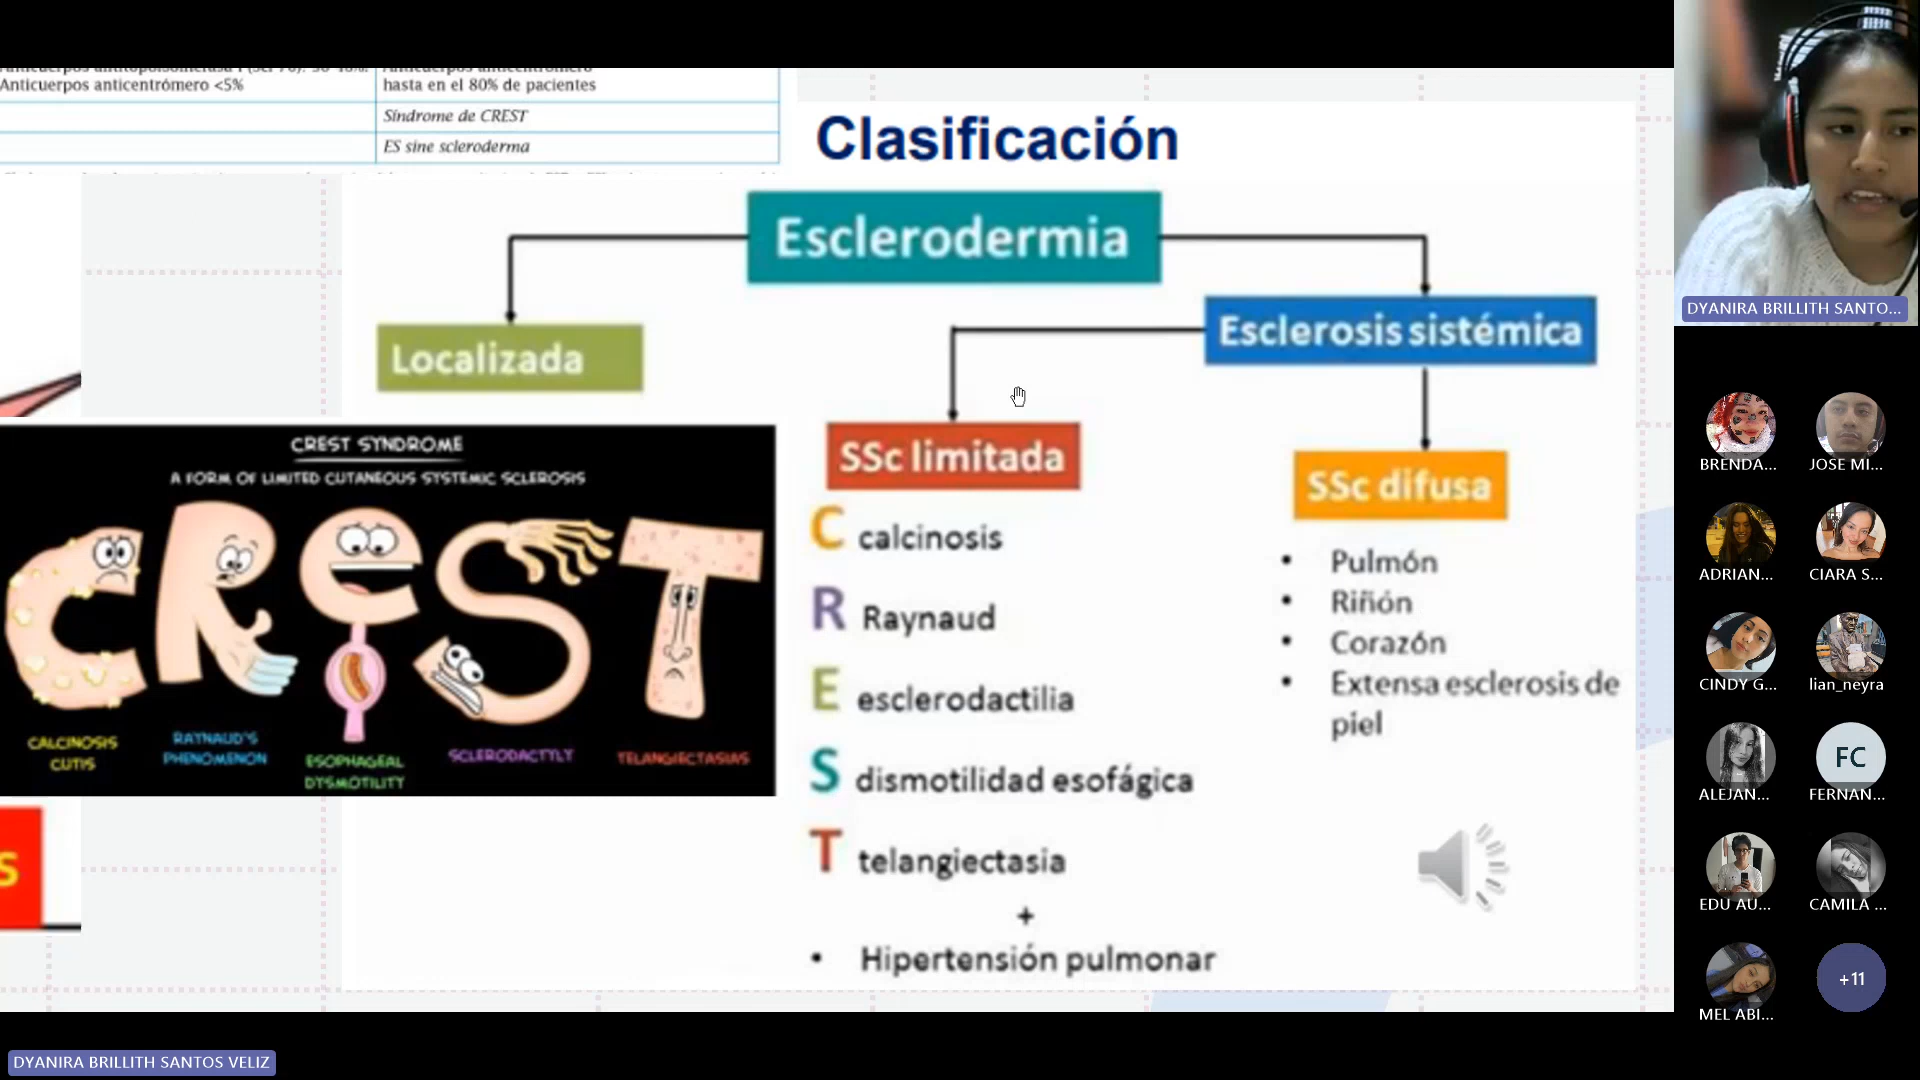 Anticuerpos anticentrómero <5%
hasta en el 80% de pacientes
Síndrome de CREST
ES sine scleroderma
Clasificación
Esclerodermia
Localizada
Esclerosis sistémica
SSc limitada
C calcinosis
R Raynaud
E esclerodactilia
S dismotilidad esofágica
T telangiectasia
+
• Hipertensión pulmonar
SSc difusa
• Pulmón
• Riñón
• Corazón
• Extensa esclerosis de
piel
CREST SYNDROME
A FORM OF LIMITED CUTANEOUS SYSTEMIC SCLEROSIS
CREST
CALCINOSIS
CUTIS
RAYNAUD'S
PHENOMENON
ESOPHAGEAL
DYSMOTILITY
SCLERODACTYLY
TELANGIECTASIAS
S
DYANIRA BRILLITH SANTO...
BRENDA...
JOSE MI...
ADRIAN...
CIARA S...
CINDY G...
lian_neyra
ALEJAN...
FC
FERNAN...
EDU AU...
CAMILA ...
MEL ABI...
+11
DYANIRA BRILLITH SANTOS VELIZ